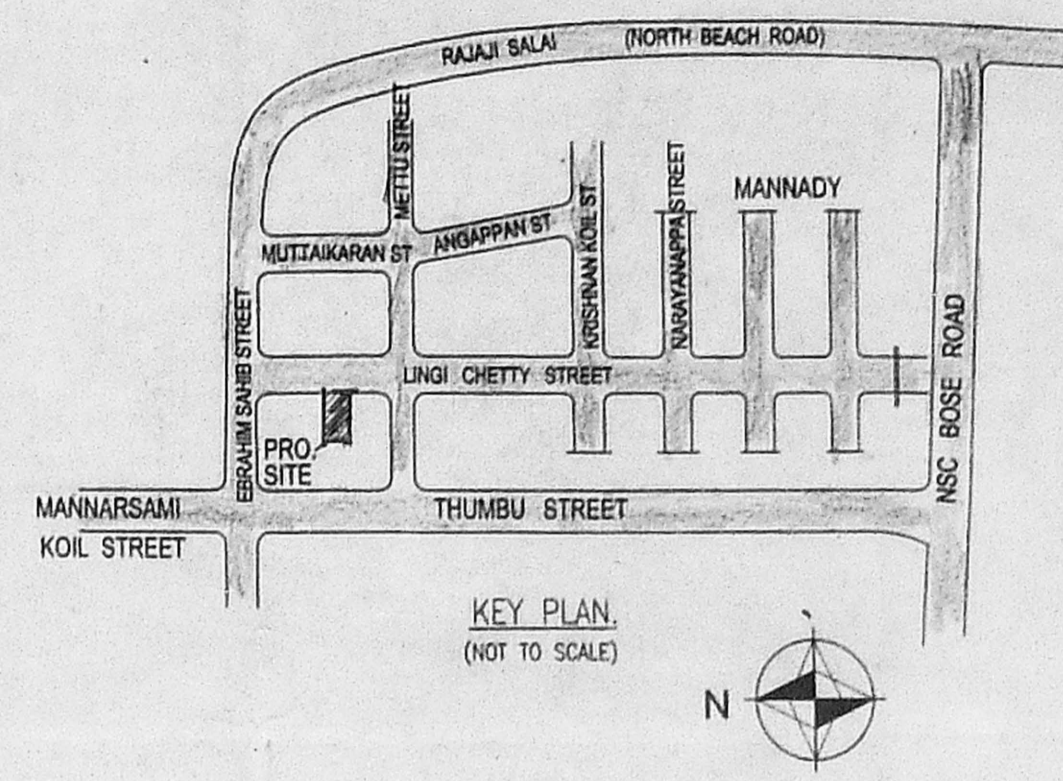 RAJAJI SALAI (NORTH BEACH ROAD)
METTU STREET
MANNADY
MUTTAIKARAN ST
ANGAPPAN ST
KRISHNAN KOIL ST
NARAYANAPPA STREET
EBRAHIM SAHIB STREET
LINGI CHETTY STREET
NSC BOSE ROAD
PRO.
SITE
MANNARSAMI
KOIL STREET
THUMBU STREET
KEY PLAN.
(NOT TO SCALE)
N